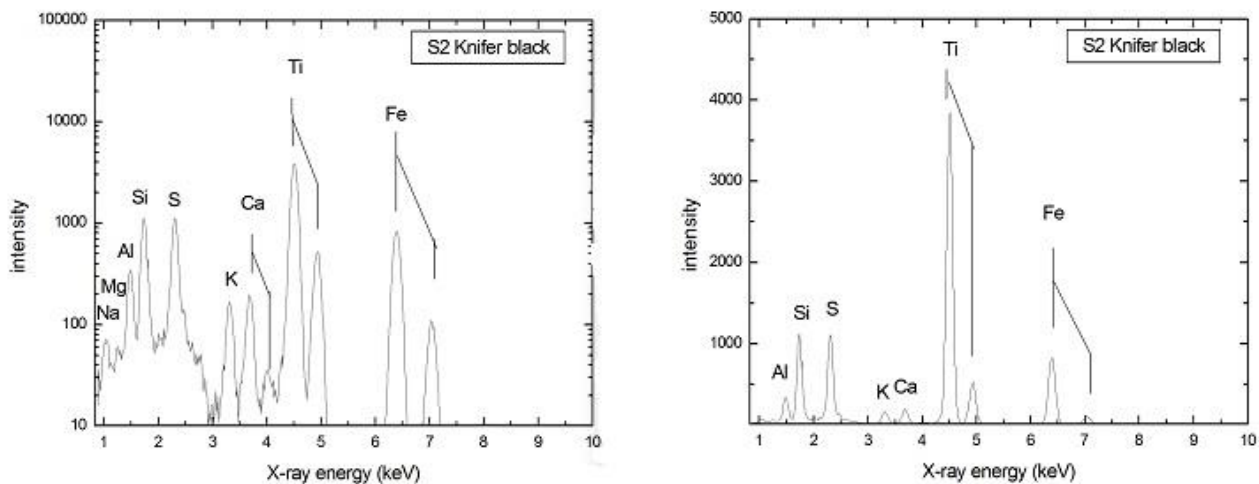 100000
10000
1000
100
10
intensity
S2 Knifer black
Na
Mg
Al
Si
S
K
Ca
Ti
Fe
1 2 3 4 5 6 7 8 9 10
X-ray energy (keV)
5000
4000
3000
2000
1000
intensity
S2 Knifer black
Al
Si
S
K
Ca
Ti
Fe
1 2 3 4 5 6 7 8 9 10
X-ray energy (keV)